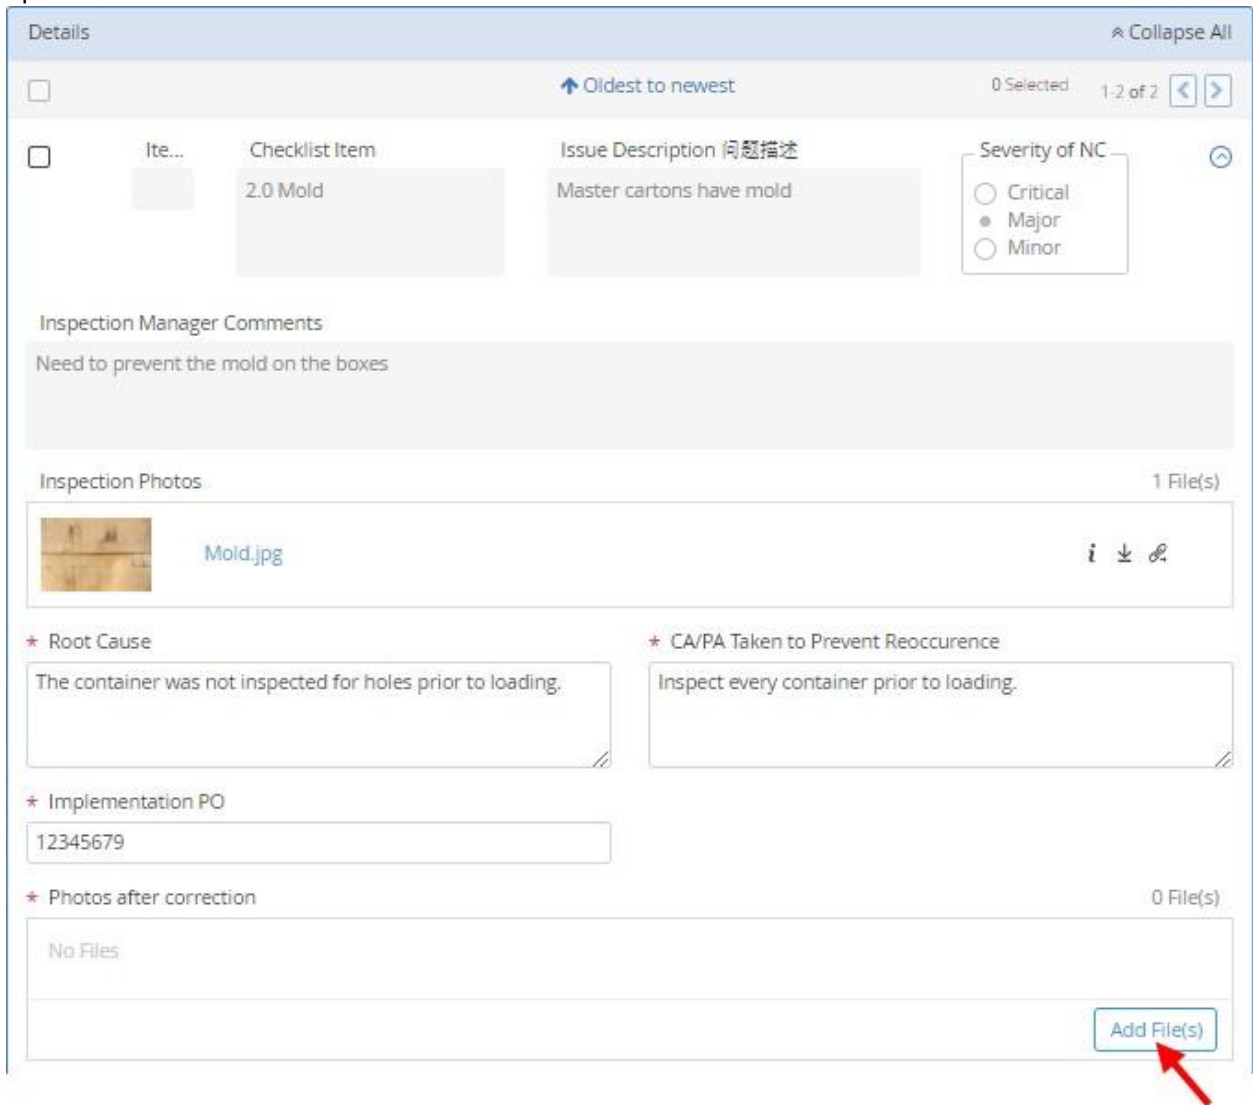 Details
Collapse All
Oldest to newest
0 Selected
1-2 of 2
Ite...
Checklist Item
Issue Description 问题描述
Severity of NC
2.0 Mold
Master cartons have mold
Critical
Major
Minor
Inspection Manager Comments
Need to prevent the mold on the boxes
Inspection Photos
1 File(s)
Mold.jpg
* Root Cause
* CA/PA Taken to Prevent Reoccurence
The container was not inspected for holes prior to loading.
Inspect every container prior to loading.
* Implementation PO
12345679
* Photos after correction
0 File(s)
No Files
Add File(s)